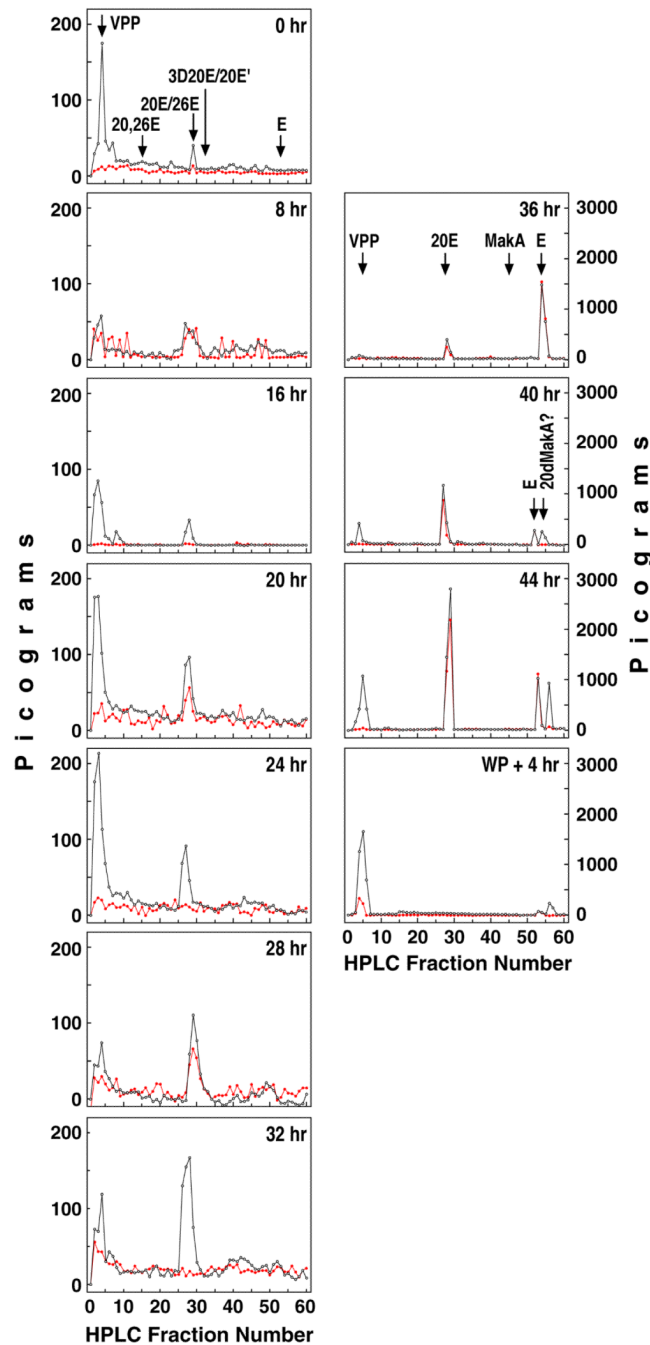 200
100
0
VPP
0 hr
3D20E/20E'
20E/26E
20,26E
E
200
100
0
8 hr
200
100
0
16 hr
200
100
0
20 hr
200
100
0
24 hr
200
100
0
28 hr
200
100
0
32 hr
0 10 20 30 40 50 60
HPLC Fraction Number
Picograms
36 hr
VPP
20E
MakA
E
3000
2000
1000
0
40 hr
E
20dMakA?
3000
2000
1000
0
44 hr
3000
2000
1000
0
WP + 4 hr
3000
2000
1000
0
0 10 20 30 40 50 60
HPLC Fraction Number
Picograms